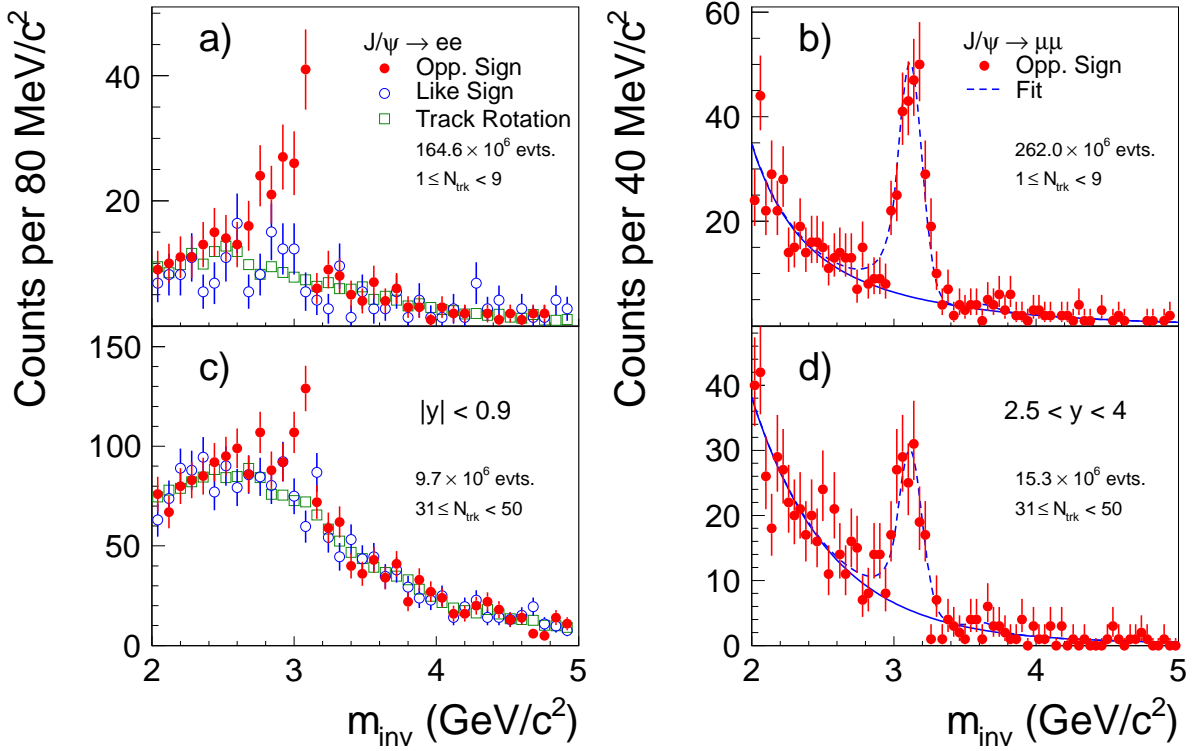 Counts per 80 MeV/c²
a)
J/ψ → ee
Opp. Sign
Like Sign
Track Rotation
164.6 × 10⁶ evts.
1 ≤ N_trk < 9
40
20
c)
|y| < 0.9
9.7 × 10⁶ evts.
31 ≤ N_trk < 50
150
100
50
0
2 3 4 5
m_inv (GeV/c²)
Counts per 40 MeV/c²
b)
J/ψ → μμ
Opp. Sign
Fit
262.0 × 10⁶ evts.
1 ≤ N_trk < 9
60
40
20
d)
2.5 < y < 4
15.3 × 10⁶ evts.
31 ≤ N_trk < 50
40
30
20
10
0
2 3 4 5
m_inv (GeV/c²)